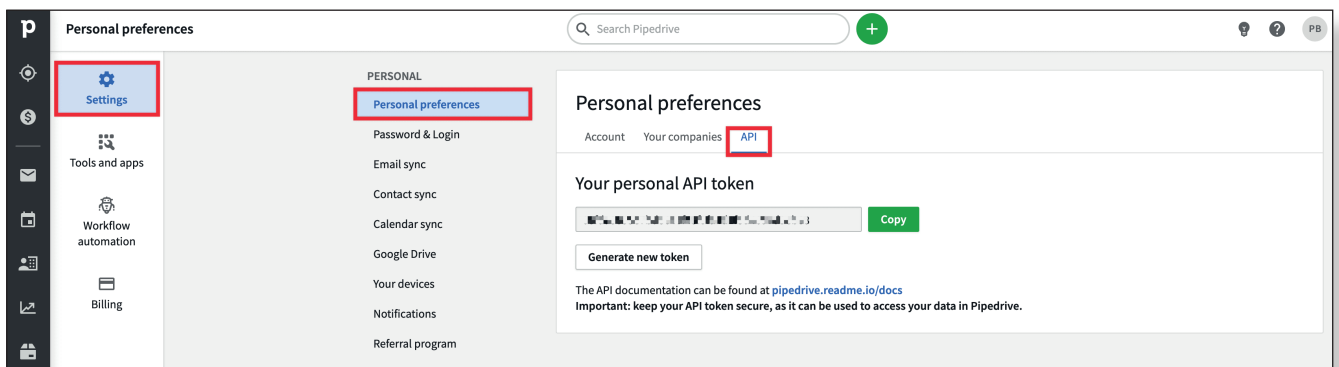 p
Personal preferences
Search Pipedrive
+
?
PB
Settings
Tools and apps
Workflow
automation
Billing
PERSONAL
Personal preferences
Password & Login
Email sync
Contact sync
Calendar sync
Google Drive
Your devices
Notifications
Referral program
Personal preferences
Account Your companies API
Your personal API token
Copy
Generate new token
The API documentation can be found at pipedrive.readme.io/docs
Important: keep your API token secure, as it can be used to access your data in Pipedrive.